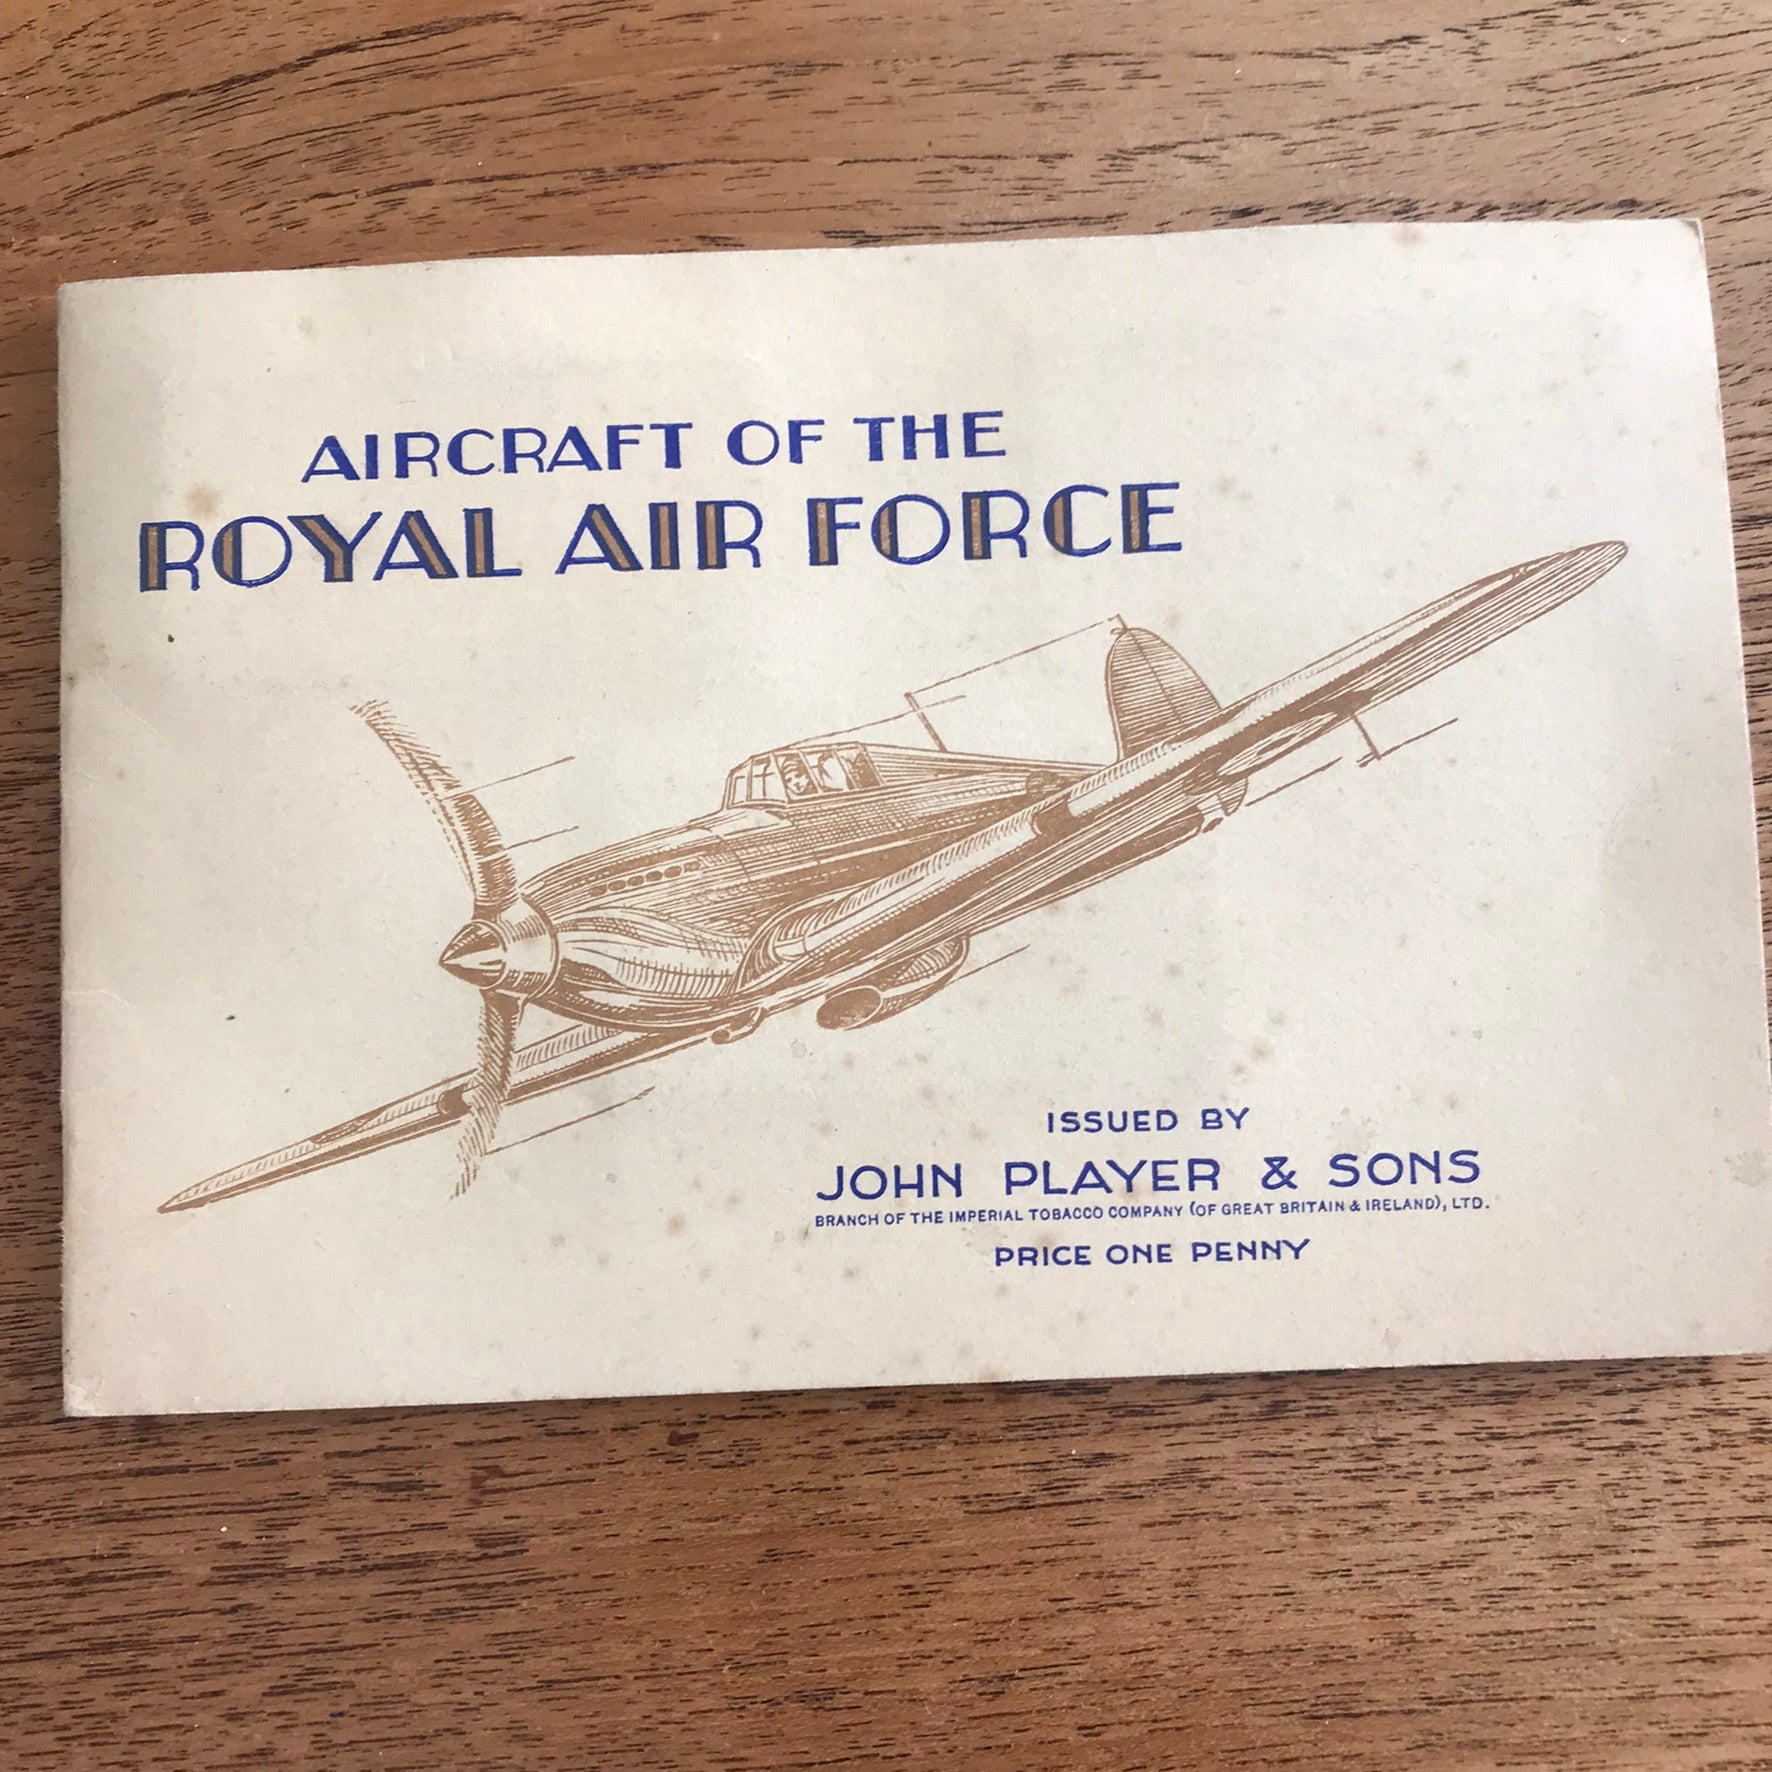 AIRCRAFT OF THE
ROYAL AIR FORCE
ISSUED BY
JOHN PLAYER & SONS
BRANCH OF THE IMPERIAL TOBACCO COMPANY (OF GREAT BRITAIN & IRELAND), LTD.
PRICE ONE PENNY